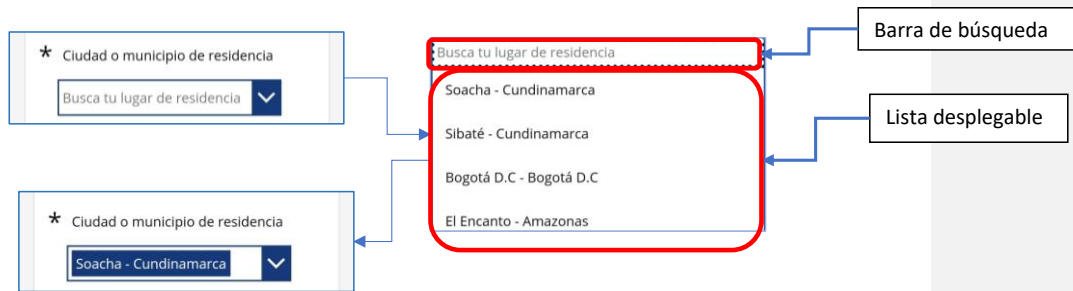 * Ciudad o municipio de residencia
Busca tu lugar de residencia
Busca tu lugar de residencia
Soacha - Cundinamarca
Sibaté - Cundinamarca
Bogotá D.C - Bogotá D.C
El Encanto - Amazonas
Barra de búsqueda
Lista desplegable
* Ciudad o municipio de residencia
Soacha - Cundinamarca